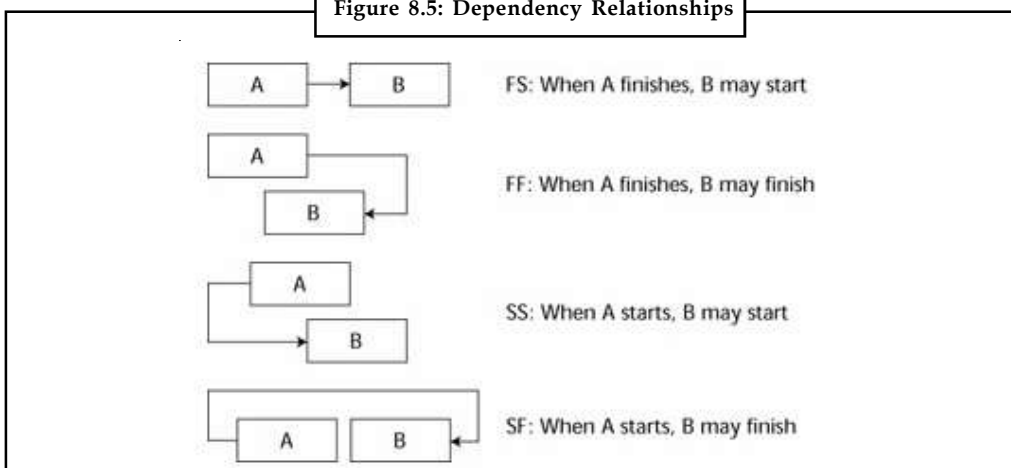 Figure 8.5: Dependency Relationships
A B FS: When A finishes, B may start
A
B
FF: When A finishes, B may finish
A
B
SS: When A starts, B may start
A B SF: When A starts, B may finish